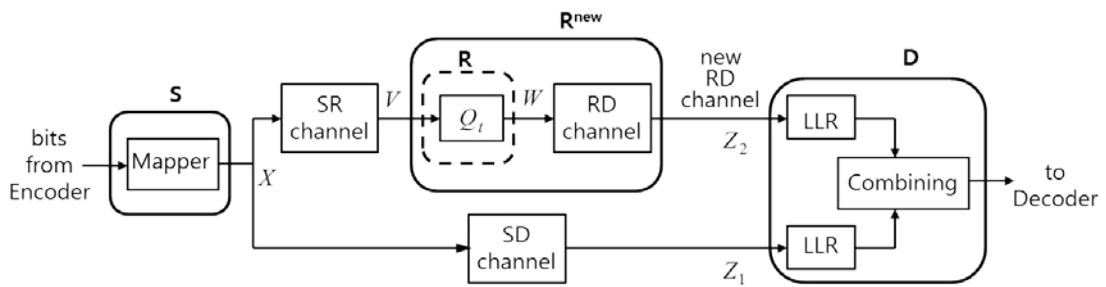 R^new
R
S
D
new
RD
channel
SR
channel
V
Q_t
W
RD
channel
Z_2
LLR
bits
from
Encoder
Mapper
X
Combining
to
Decoder
SD
channel
Z_1
LLR